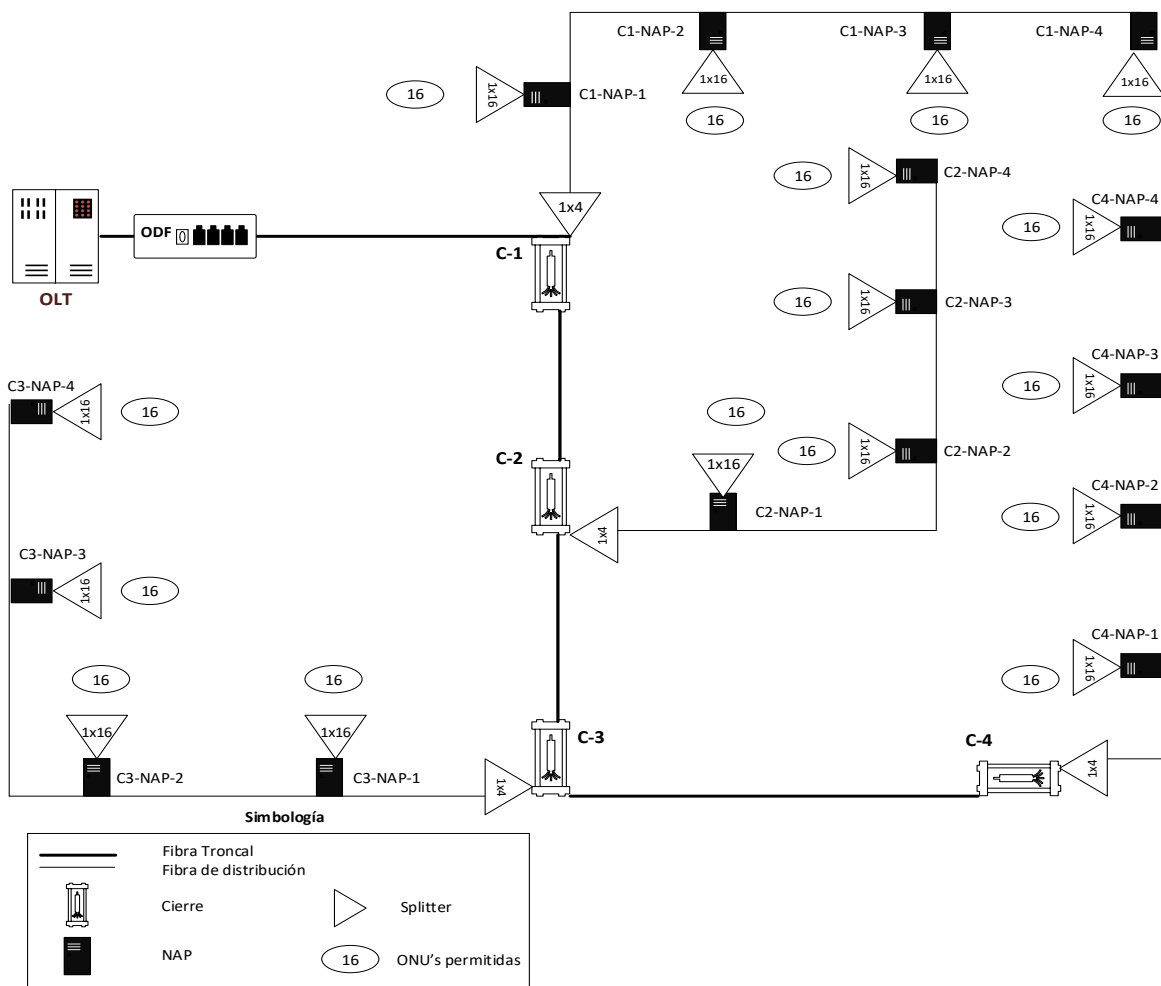 C1-NAP-2
C1-NAP-3
C1-NAP-4
1x16
1x16
1x16
16
1x16
C1-NAP-1
16
16
16
16
1x16
C2-NAP-4
C4-NAP-4
1x4
16
1x16
ODF
C-1
OLT
16
1x16
C2-NAP-3
C4-NAP-3
16
1x16
C3-NAP-4
1x16
16
16
C-2
1x16
16
1x16
C2-NAP-2
C4-NAP-2
16
1x16
C2-NAP-1
1x4
C3-NAP-3
1x16
16
C4-NAP-1
16
1x16
16
16
1x16
1x16
C-3
C-4
C3-NAP-2
C3-NAP-1
1x4
1x4
Simbología
Fibra Troncal
Fibra de distribución
Cierre
Splitter
NAP
16
ONU's permitidas